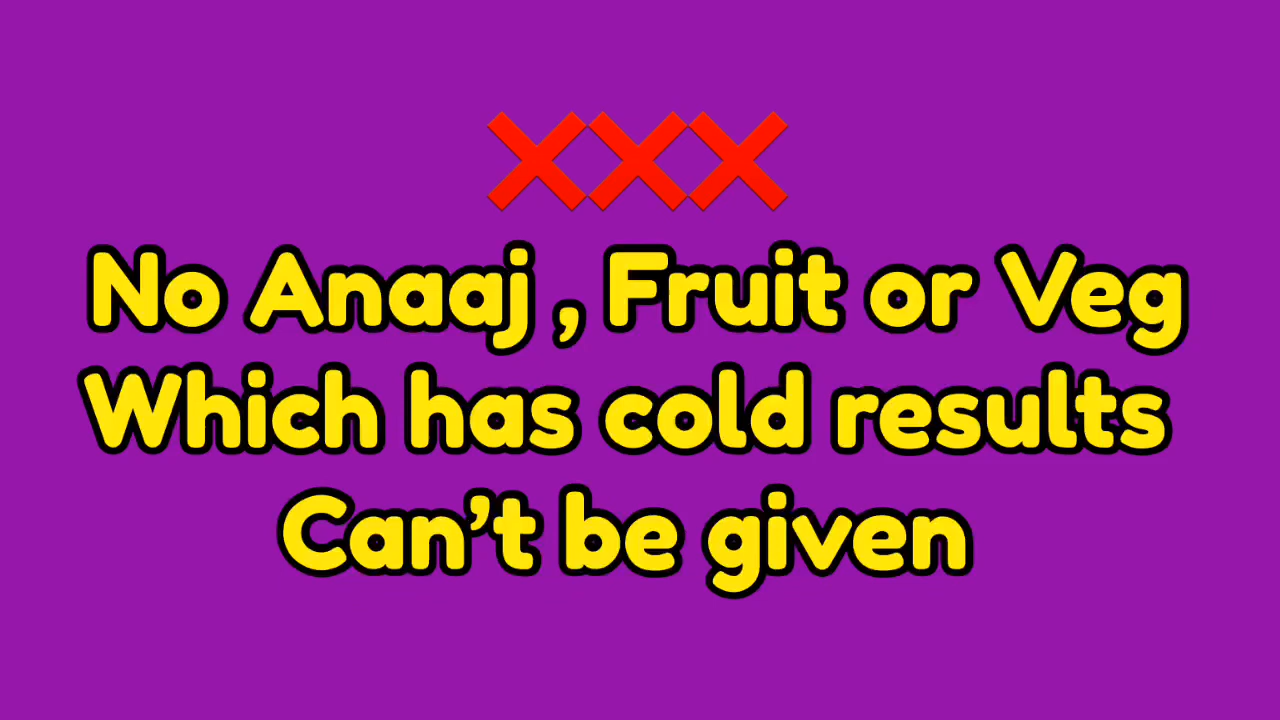 ❌❌❌
No Anaaj , Fruit or Veg
Which has cold results
Can’t be given